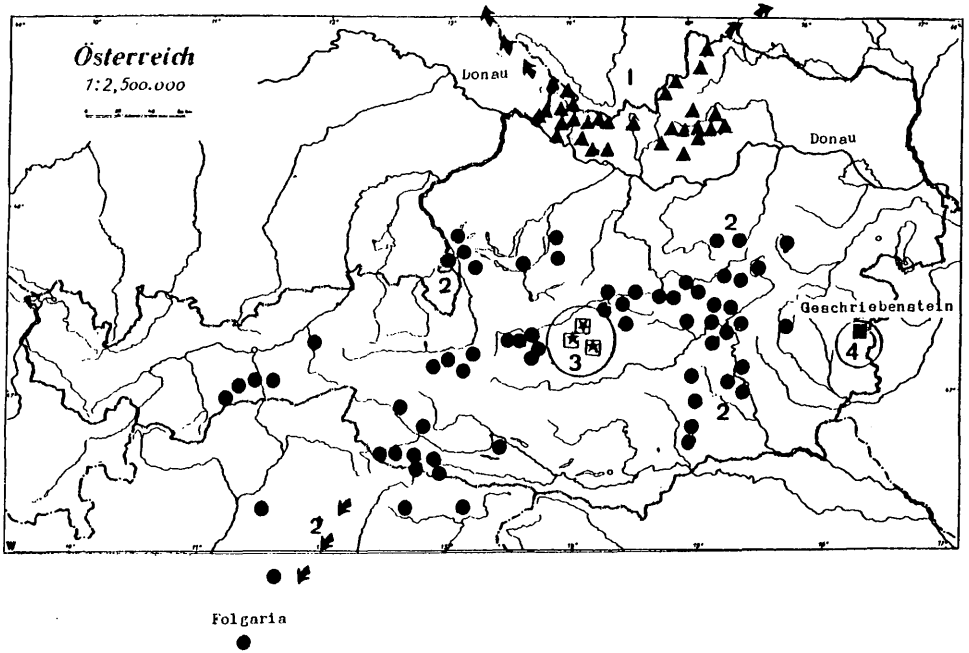 Österreich
1:2,500.000
Donau
1
Donau
2
2
Geschriebenstein
3
4
2
2
W
Folgaria